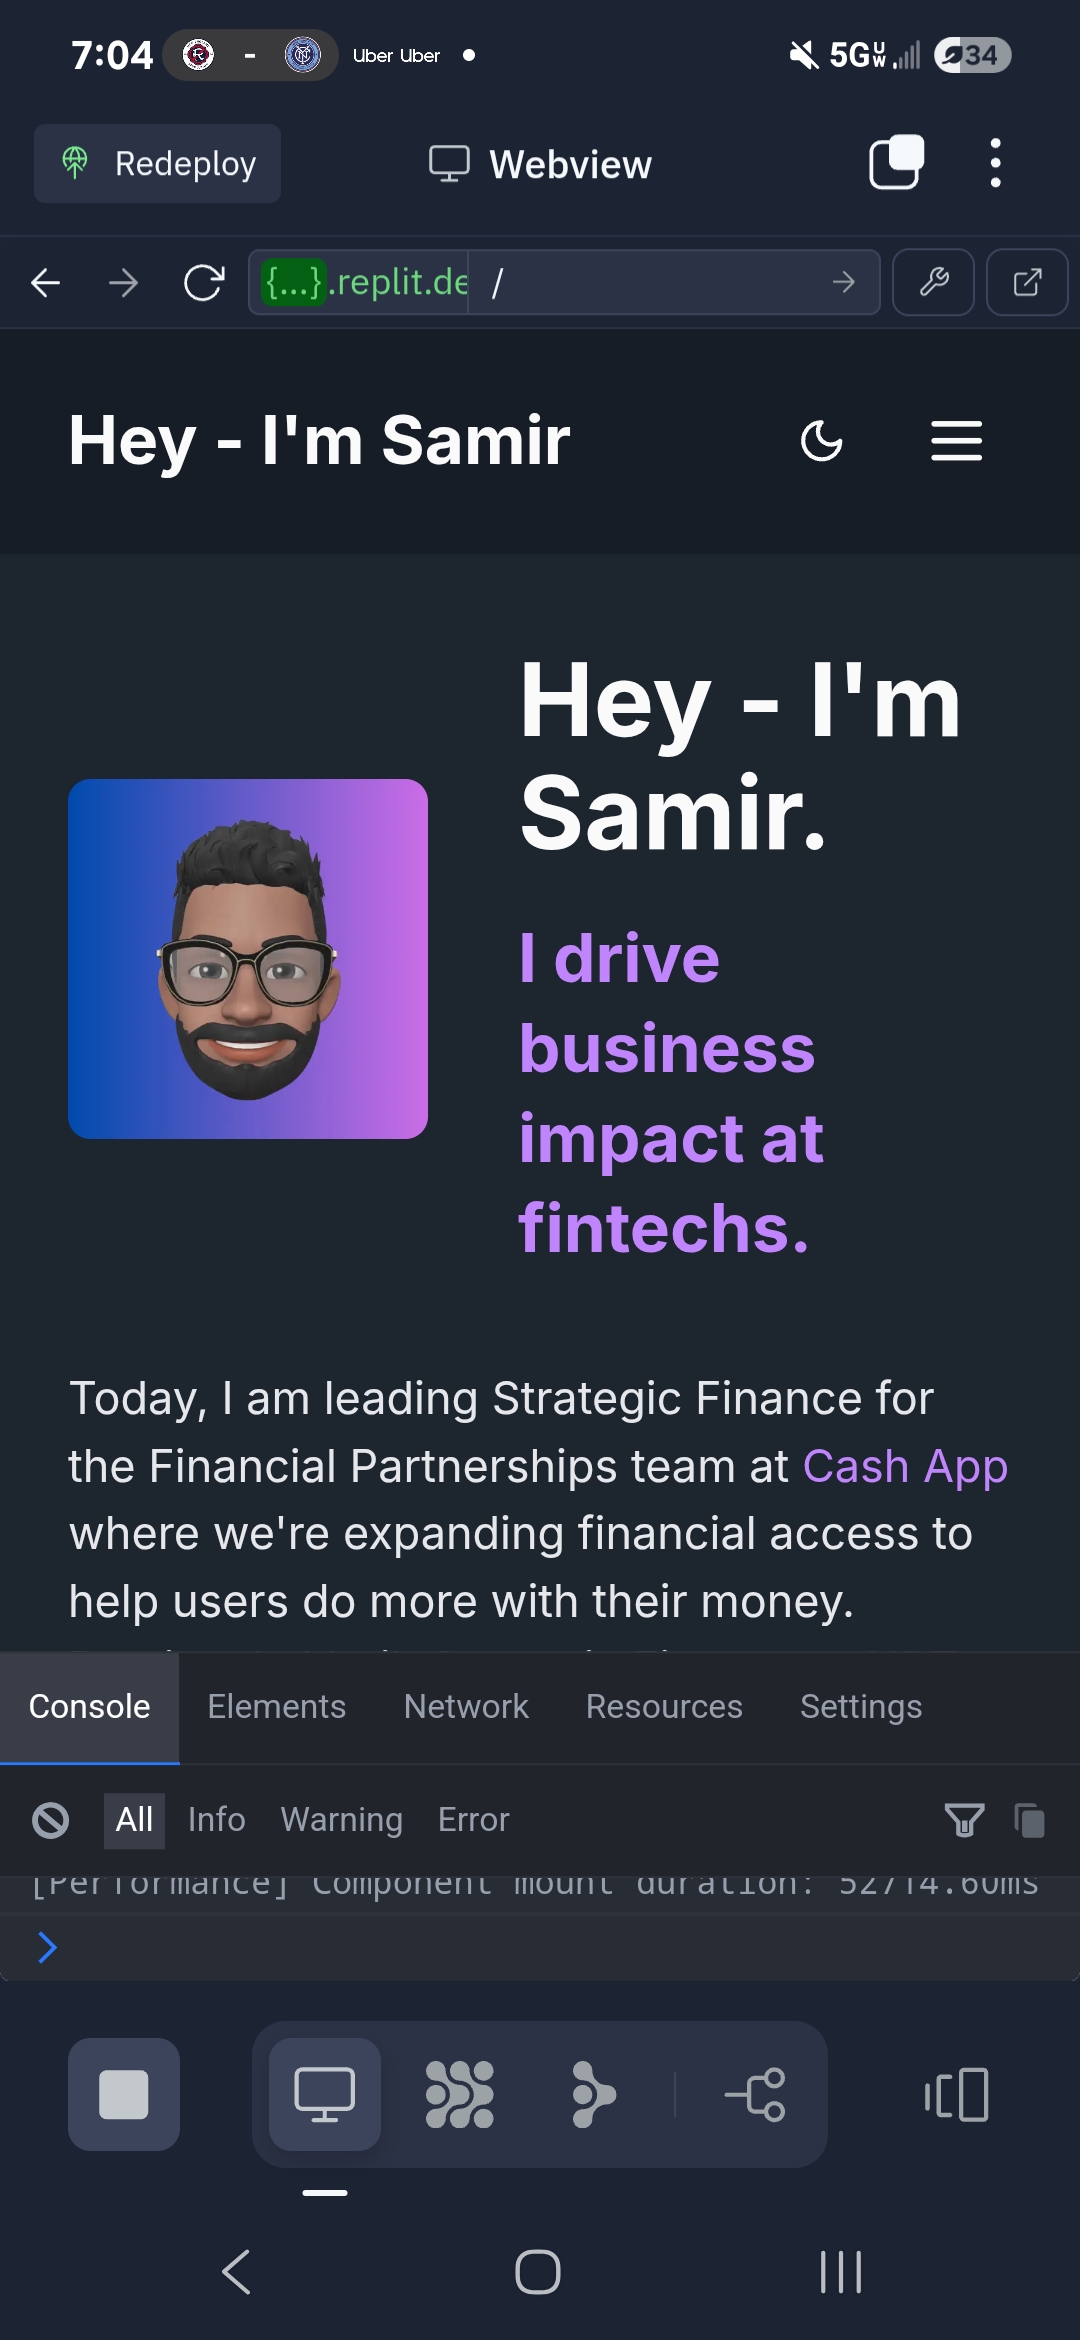 7:04 - Uber Uber 5G UW 34
Redeploy Webview
{...}.replit.de /
Hey - I'm Samir
Hey - I'm
Samir.
I drive
business
impact at
fintechs.
Today, I am leading Strategic Finance for
the Financial Partnerships team at Cash App
where we're expanding financial access to
help users do more with their money.
Console Elements Network Resources Settings
All Info Warning Error
[Performance] Component mount duration: 52714.60ms